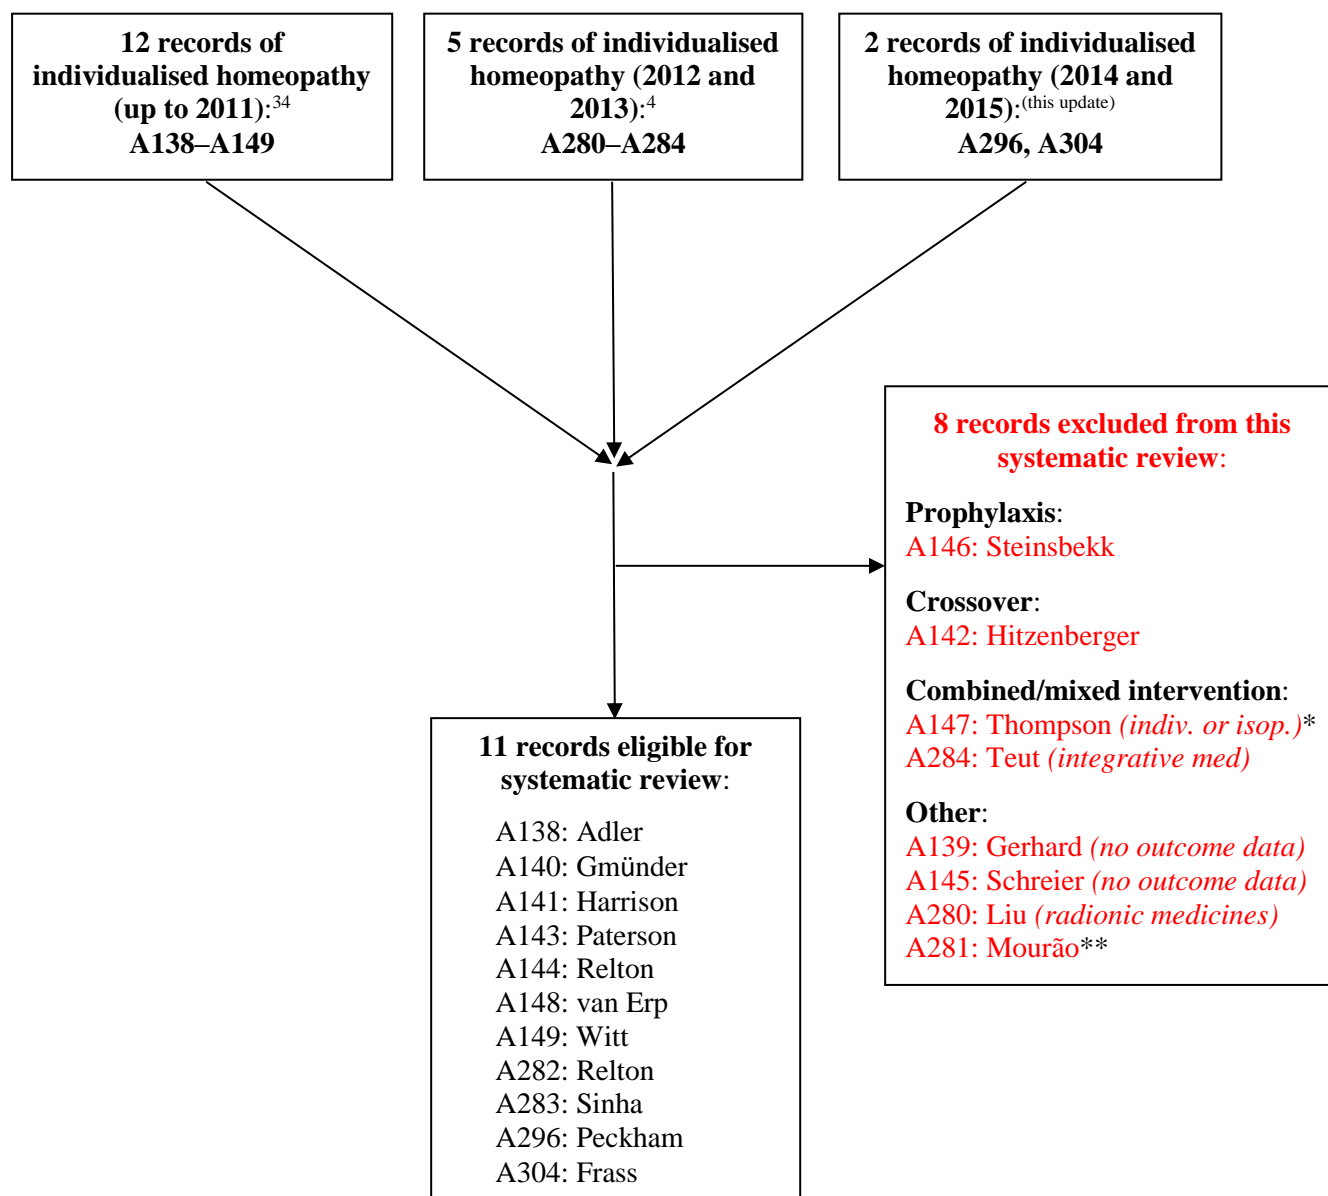 12 records of
individualised homeopathy
(up to 2011):34
A138–A149
5 records of individualised
homeopathy (2012 and
2013):4
A280–A284
2 records of individualised
homeopathy (2014 and
2015):(this update)
A296, A304
8 records excluded from this
systematic review:
Prophylaxis:
A146: Steinsbekk
Crossover:
A142: Hitzenberger
Combined/mixed intervention:
A147: Thompson (indiv. or isop.)*
A284: Teut (integrative med)
Other:
A139: Gerhard (no outcome data)
A145: Schreier (no outcome data)
A280: Liu (radionic medicines)
A281: Mourão**
11 records eligible for
systematic review:
A138: Adler
A140: Gmünder
A141: Harrison
A143: Paterson
A144: Relton
A148: van Erp
A149: Witt
A282: Relton
A283: Sinha
A296: Peckham
A304: Frass